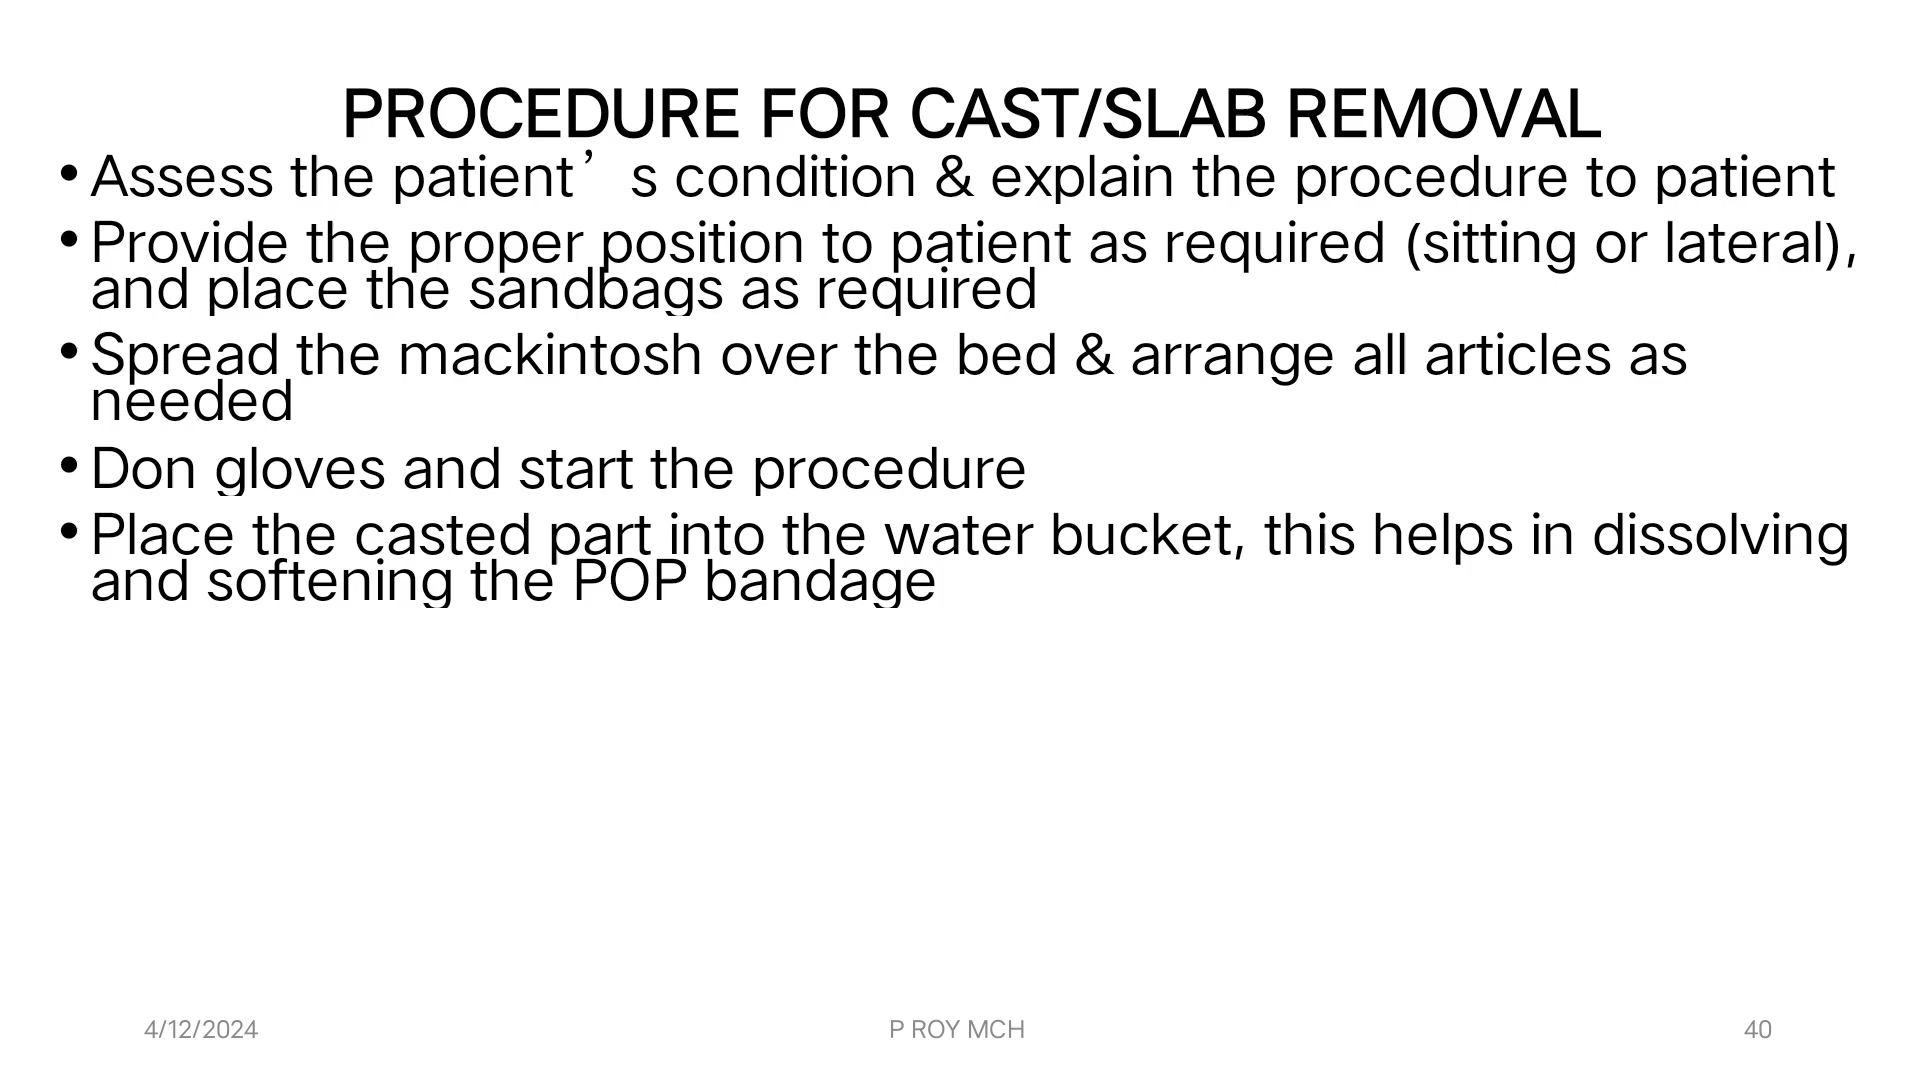 PROCEDURE FOR CAST/SLAB REMOVAL
• Assess the patient’s condition & explain the procedure to patient
• Provide the proper position to patient as required (sitting or lateral),
and place the sandbags as required
• Spread the mackintosh over the bed & arrange all articles as
needed
• Don gloves and start the procedure
• Place the casted part into the water bucket, this helps in dissolving
and softening the POP bandage
4/12/2024
P ROY MCH
40